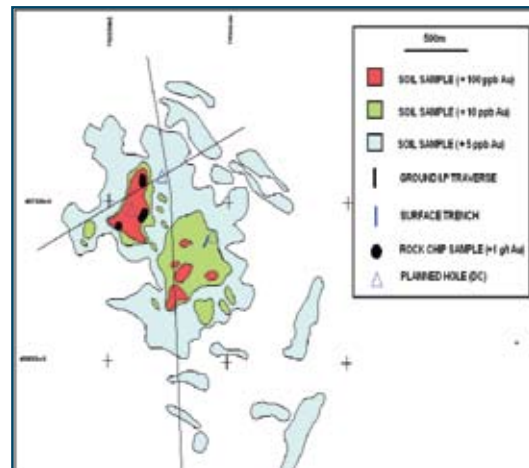 500m
SOIL SAMPLE (+ 100 ppb Au)
SOIL SAMPLE (+ 10 ppb Au)
SOIL SAMPLE (+ 5 ppb Au)
GROUND I.P TRAVERSE
SURFACE TRENCH
ROCK CHIP SAMPLE (+1 g/t Au)
PLANNED HOLE (DC)